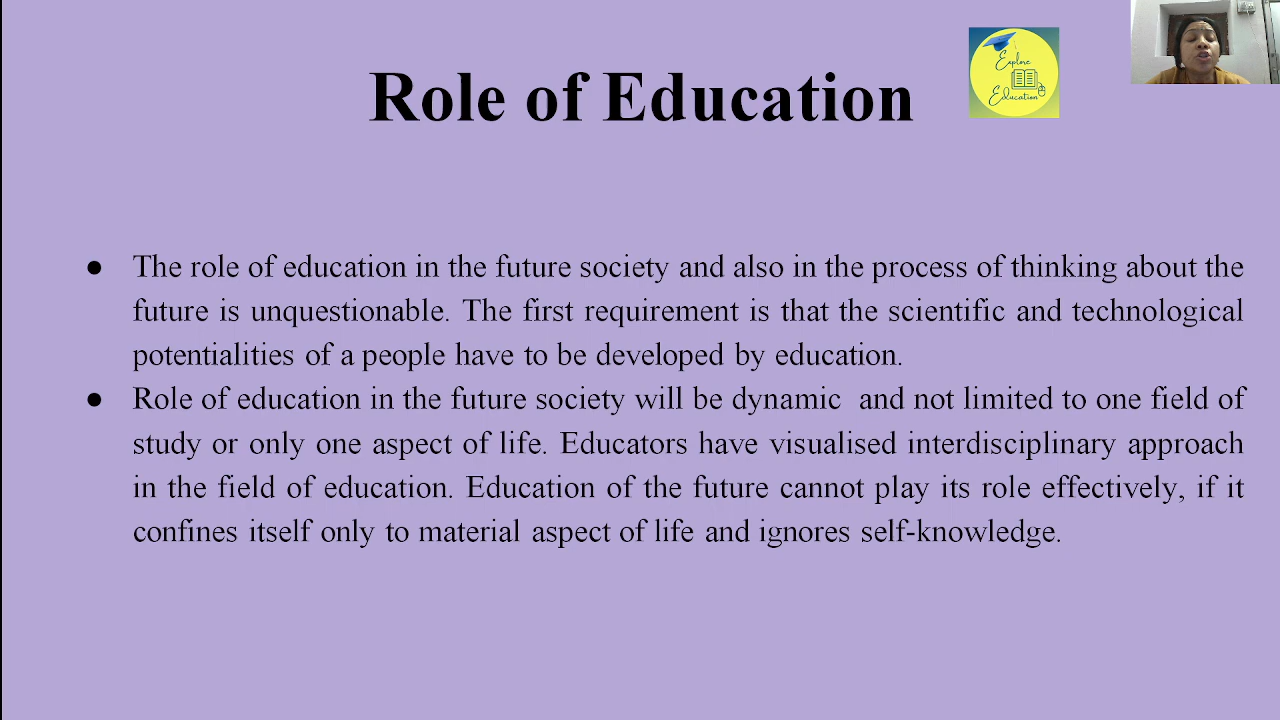 Role of Education
Explore
Education
● The role of education in the future society and also in the process of thinking about the
future is unquestionable. The first requirement is that the scientific and technological
potentialities of a people have to be developed by education.
● Role of education in the future society will be dynamic  and not limited to one field of
study or only one aspect of life. Educators have visualised interdisciplinary approach
in the field of education. Education of the future cannot play its role effectively, if it
confines itself only to material aspect of life and ignores self-knowledge.